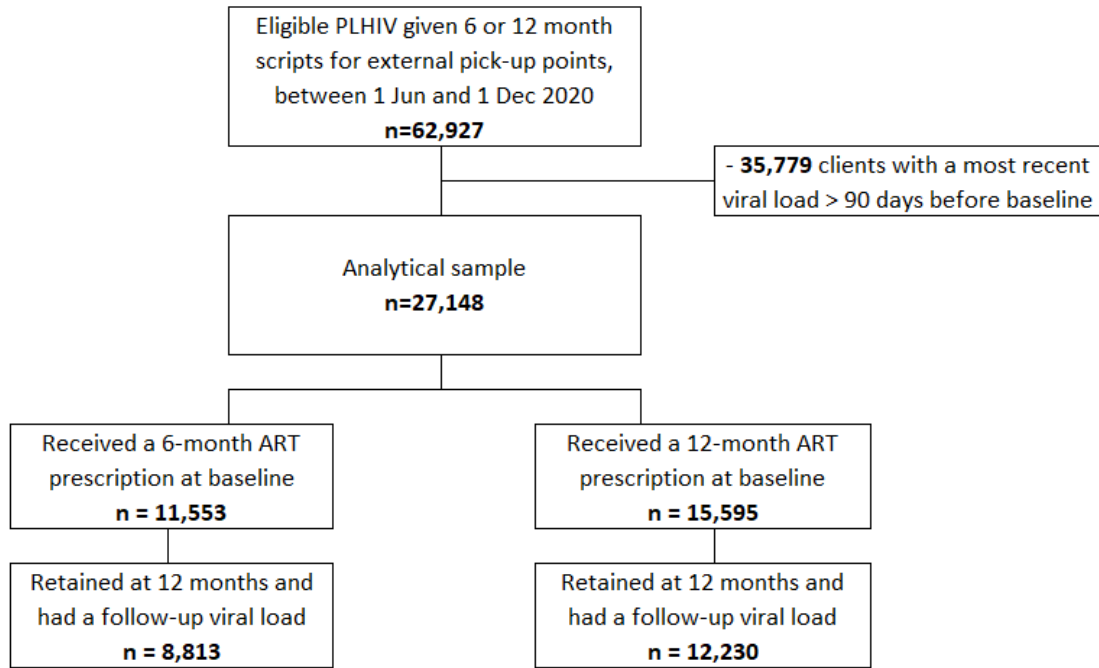 Eligible PLHIV given 6 or 12 month
scripts for external pick-up points,
between 1 Jun and 1 Dec 2020
n=62,927
- 35,779 clients with a most recent
viral load > 90 days before baseline
Analytical sample
n=27,148
Received a 6-month ART
prescription at baseline
n = 11,553
Received a 12-month ART
prescription at baseline
n = 15,595
Retained at 12 months and
had a follow-up viral load
n = 8,813
Retained at 12 months and
had a follow-up viral load
n = 12,230